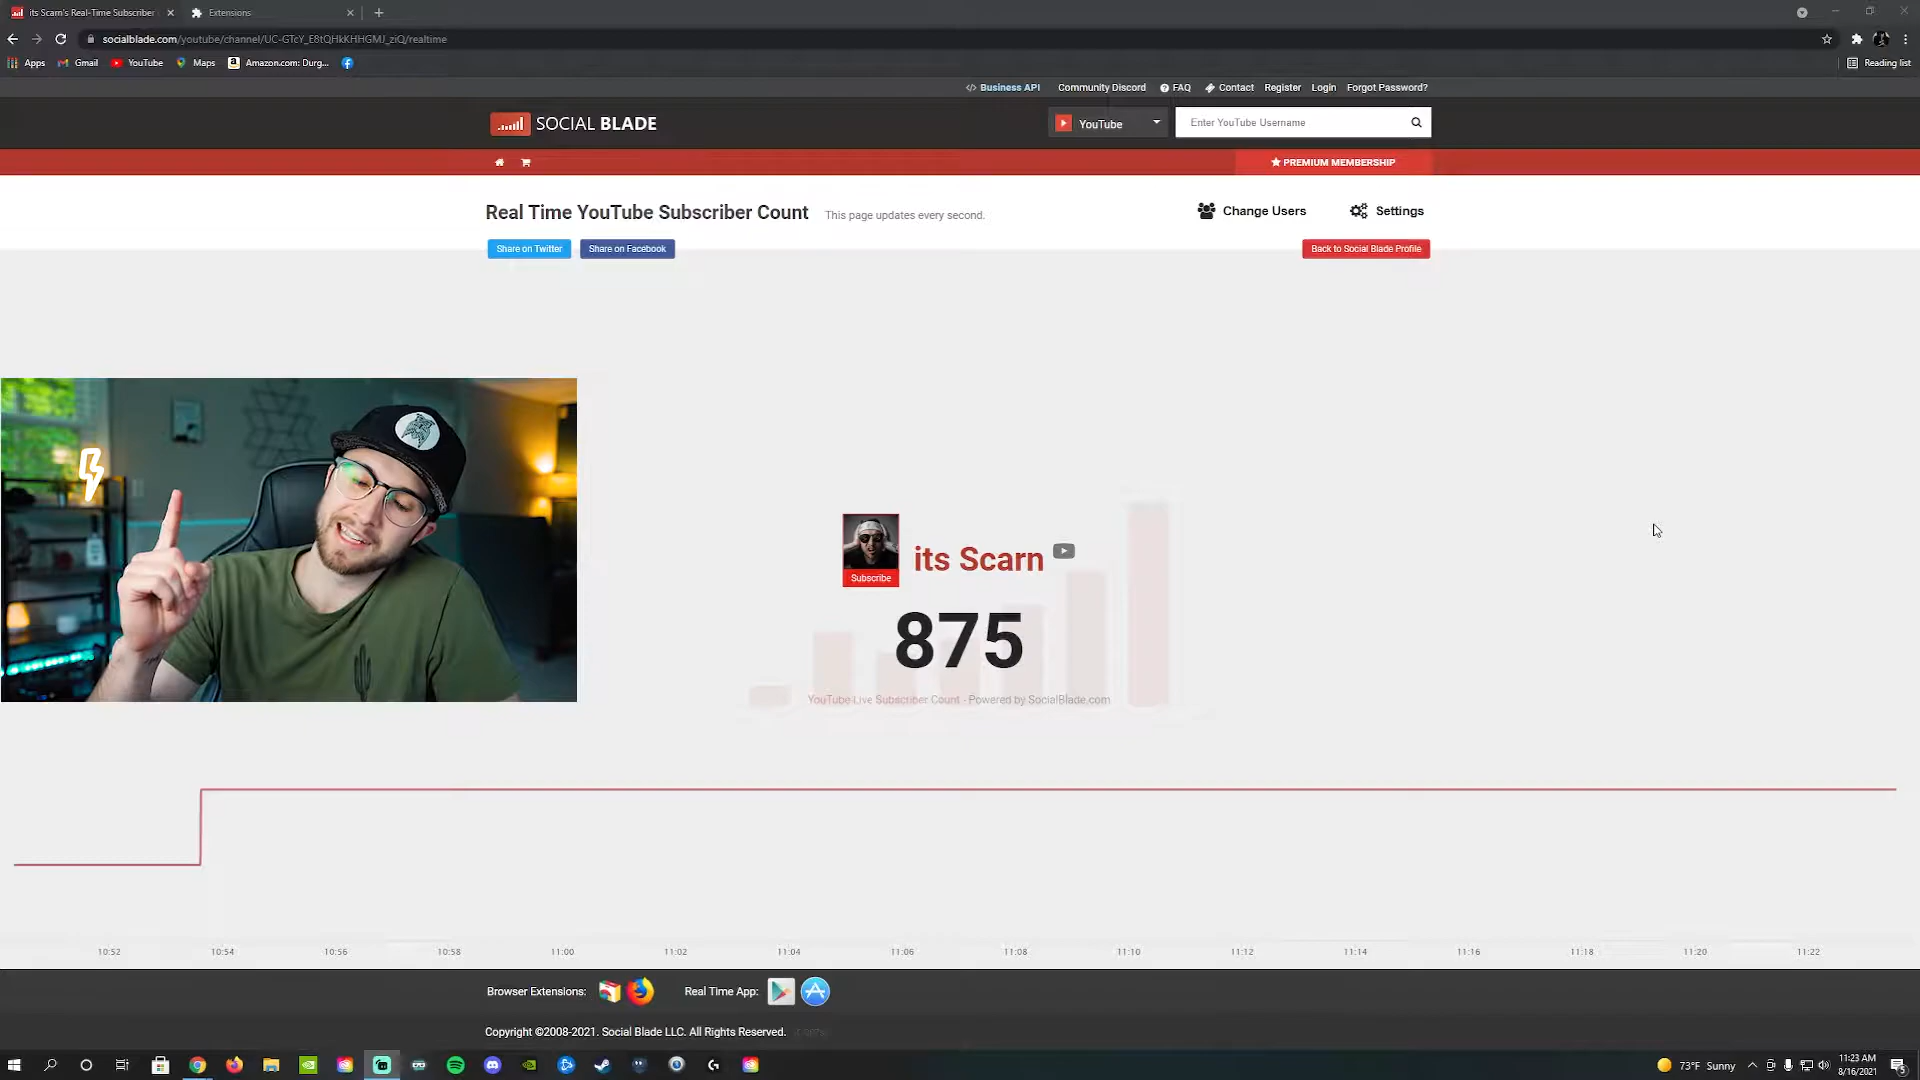 its Scarn's Real-Time Subscriber
Extensions
socialblade.com/youtube/channel/UC-GTcY_E8tQHkKHHGMJ_ziQ/realtime
Apps Gmail YouTube Maps Amazon.com: Durg... Reading list
Business API Community Discord FAQ Contact Register Login Forgot Password?
SOCIAL BLADE YouTube Enter YouTube Username
PREMIUM MEMBERSHIP
Real Time YouTube Subscriber Count This page updates every second. Change Users Settings
Share on Twitter Share on Facebook Back to Social Blade Profile
its Scarn
Subscribe
875
YouTube Live Subscriber Count - Powered by SocialBlade.com
10:52 10:54 10:56 10:58 11:00 11:02 11:04 11:06 11:08 11:10 11:12 11:14 11:16 11:18 11:20 11:22
Browser Extensions: Real Time App:
Copyright ©2008-2021. Social Blade LLC. All Rights Reserved.
73°F Sunny 11:23 AM
8/16/2021